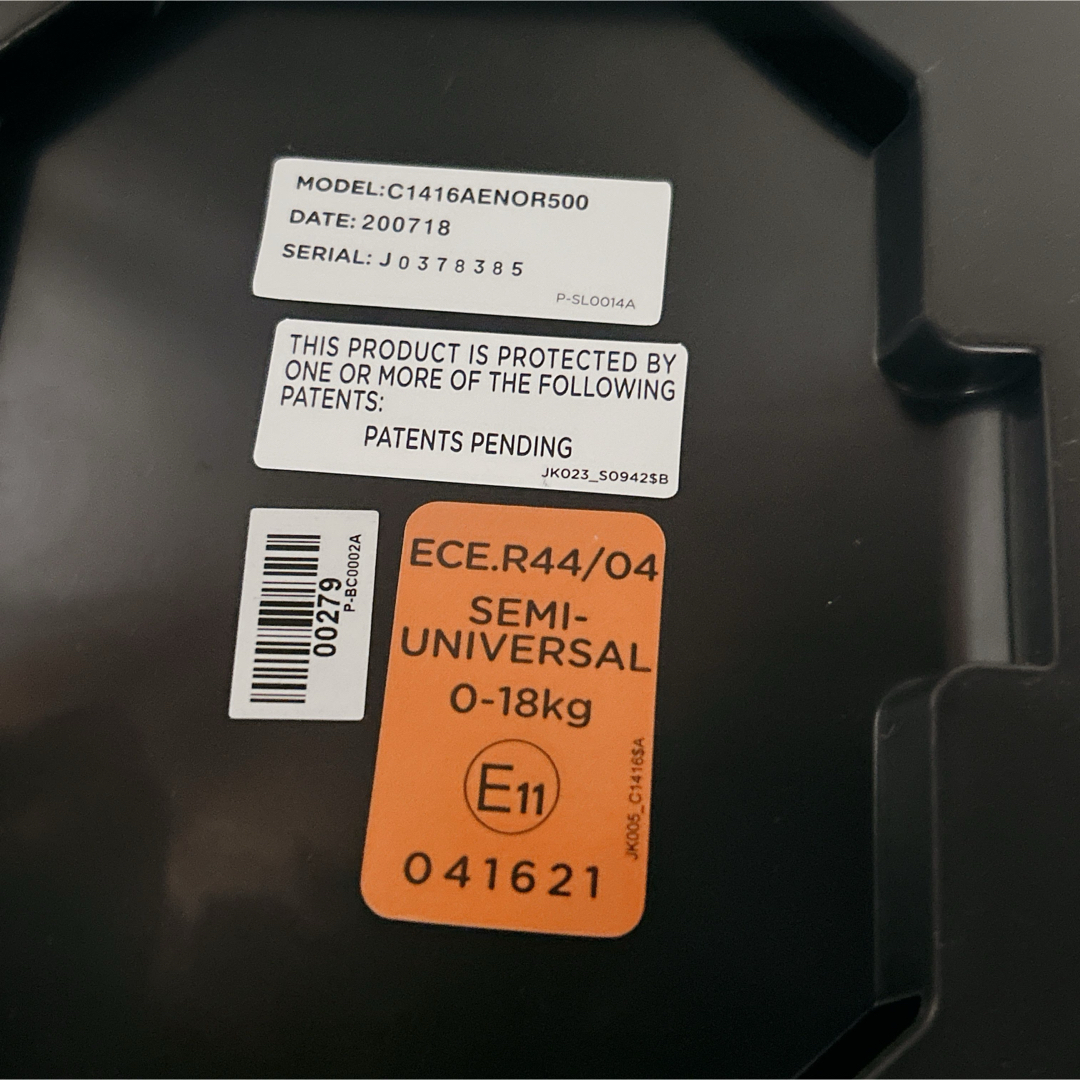 MODEL:C1416AENOR500
DATE: 200718
SERIAL: J0378385
P-SL0014A
THIS PRODUCT IS PROTECTED BY
ONE OR MORE OF THE FOLLOWING
PATENTS:
PATENTS PENDING
JK023_S0942$B
00279
P-BC0002A
ECE.R44/04
SEMI-
UNIVERSAL
0-18kg
E11
041621
JK005_C1416$A